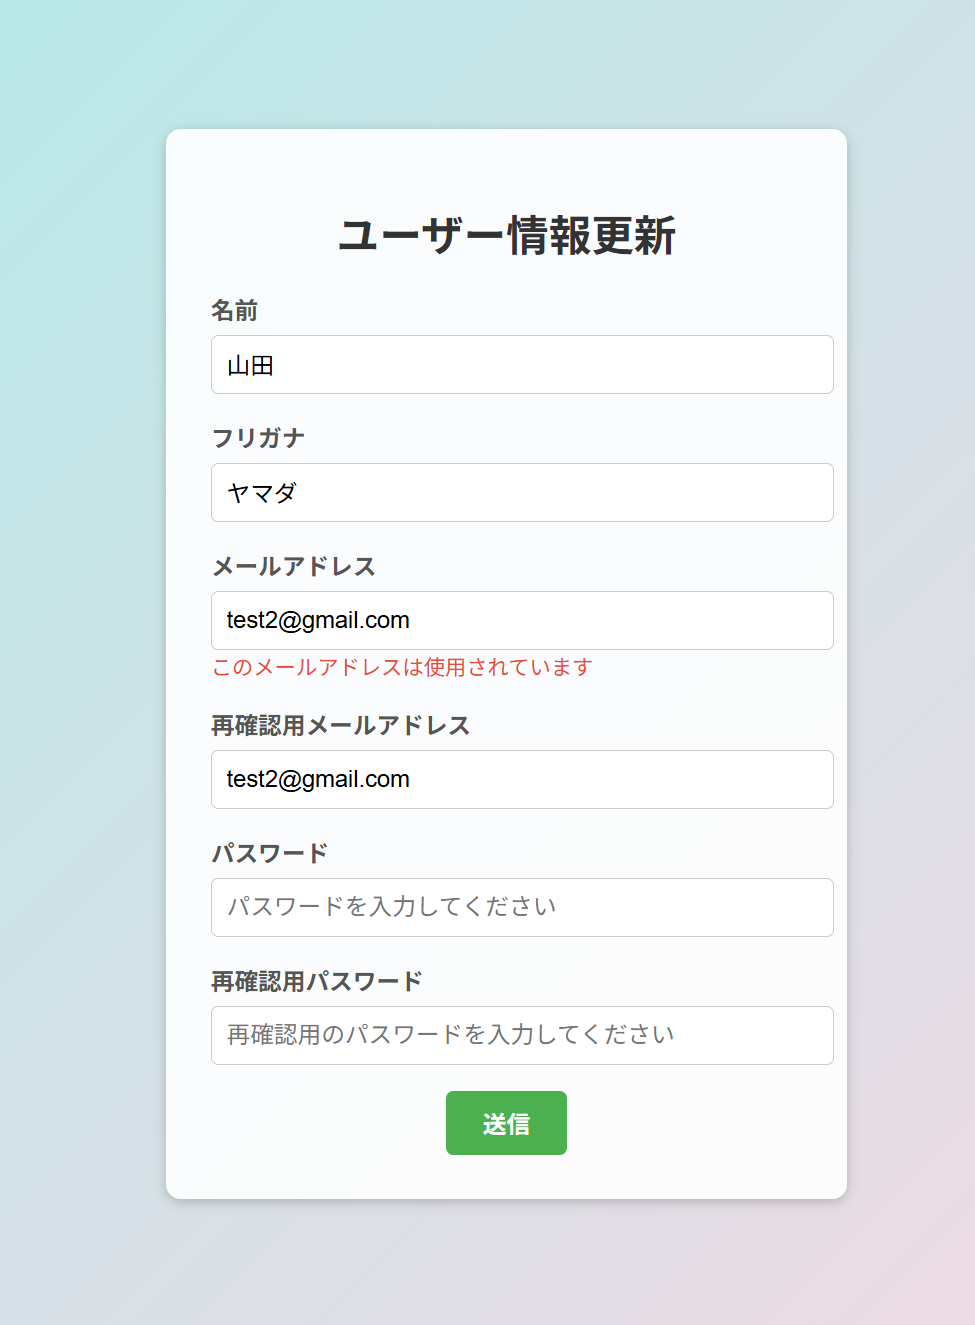 ユーザー情報更新
名前
山田
フリガナ
ヤマダ
メールアドレス
test2@gmail.com
このメールアドレスは使用されています
再確認用メールアドレス
test2@gmail.com
パスワード
パスワードを入力してください
再確認用パスワード
再確認用のパスワードを入力してください
送信